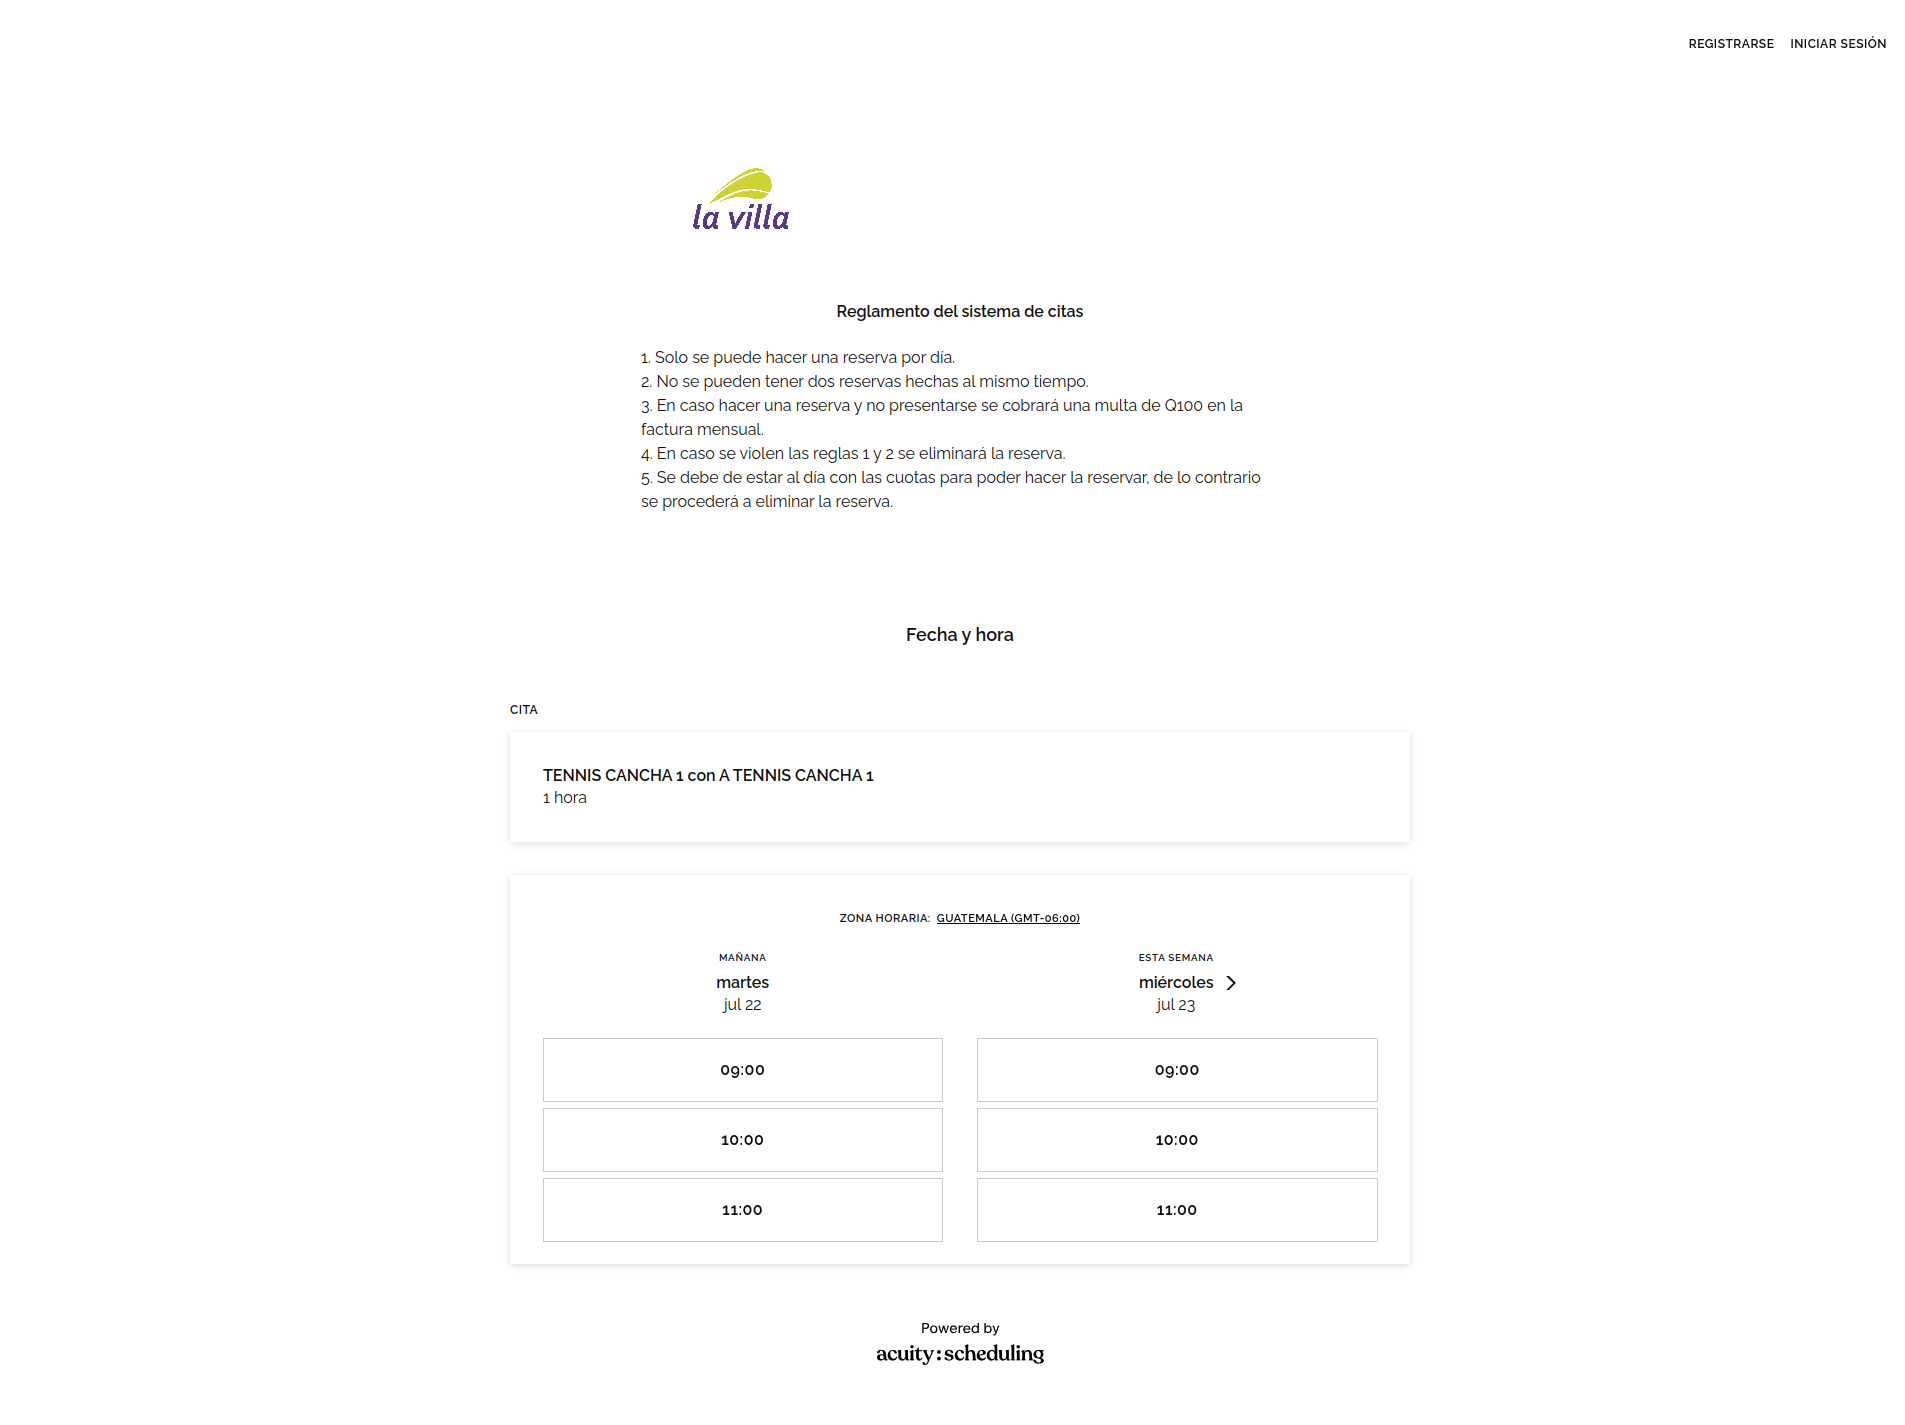 REGISTRARSE INICIAR SESIÓN
la villa
Reglamento del sistema de citas
1. Solo se puede hacer una reserva por día.
2. No se pueden tener dos reservas hechas al mismo tiempo.
3. En caso hacer una reserva y no presentarse se cobrará una multa de Q100 en la
factura mensual.
4. En caso se violen las reglas 1 y 2 se eliminará la reserva.
5. Se debe de estar al día con las cuotas para poder hacer la reservar, de lo contrario
se procederá a eliminar la reserva.
Fecha y hora
CITA
TENNIS CANCHA 1 con A TENNIS CANCHA 1
1 hora
ZONA HORARIA: GUATEMALA (GMT-06:00)
MAÑANA
martes
jul 22
09:00
10:00
11:00
ESTA SEMANA
miércoles
jul 23
09:00
10:00
11:00
Powered by
acuity:scheduling